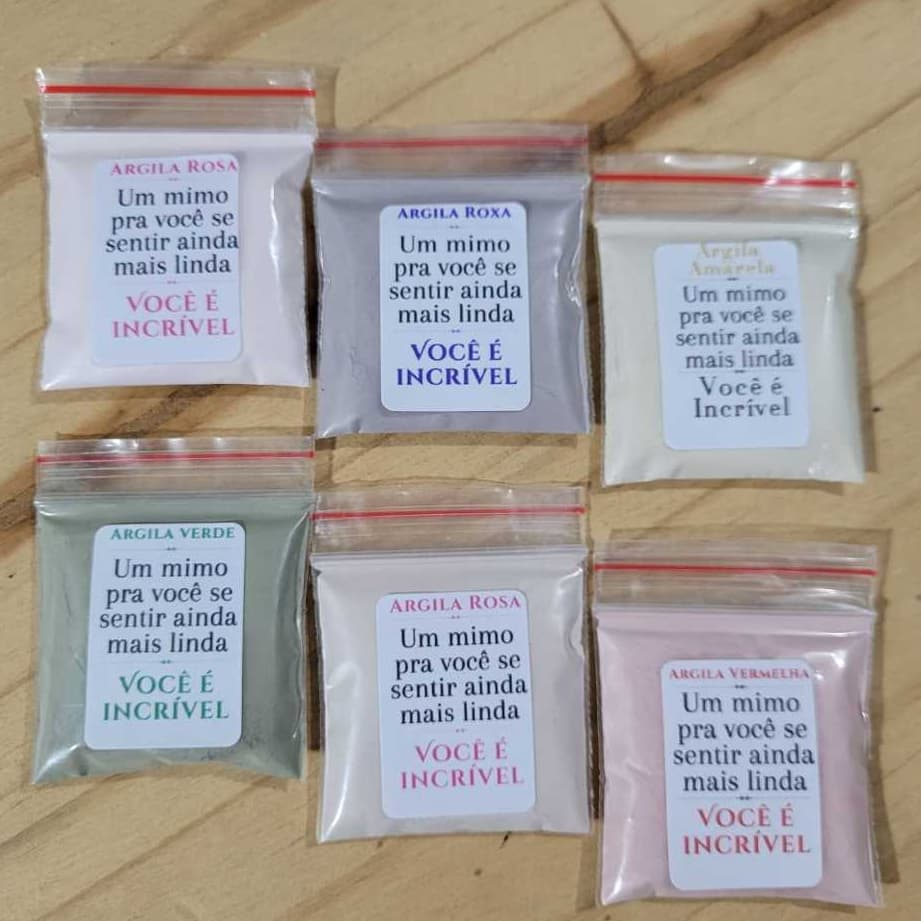 Argila Rosa
Um mimo
pra você se
sentir ainda
mais linda
Você é
incrível
Argila Roxa
Um mimo
pra você se
sentir ainda
mais linda
Você é
incrível
Argila
Amarela
Um mimo
pra você se
sentir ainda
mais linda
Você é
Incrível
Argila verde
Um mimo
pra você se
sentir ainda
mais linda
Você é
incrível
Argila Rosa
Um mimo
pra você se
sentir ainda
mais linda
Você é
incrível
Argila Vermelha
Um mimo
pra você se
sentir ainda
mais linda
Você é
incrível